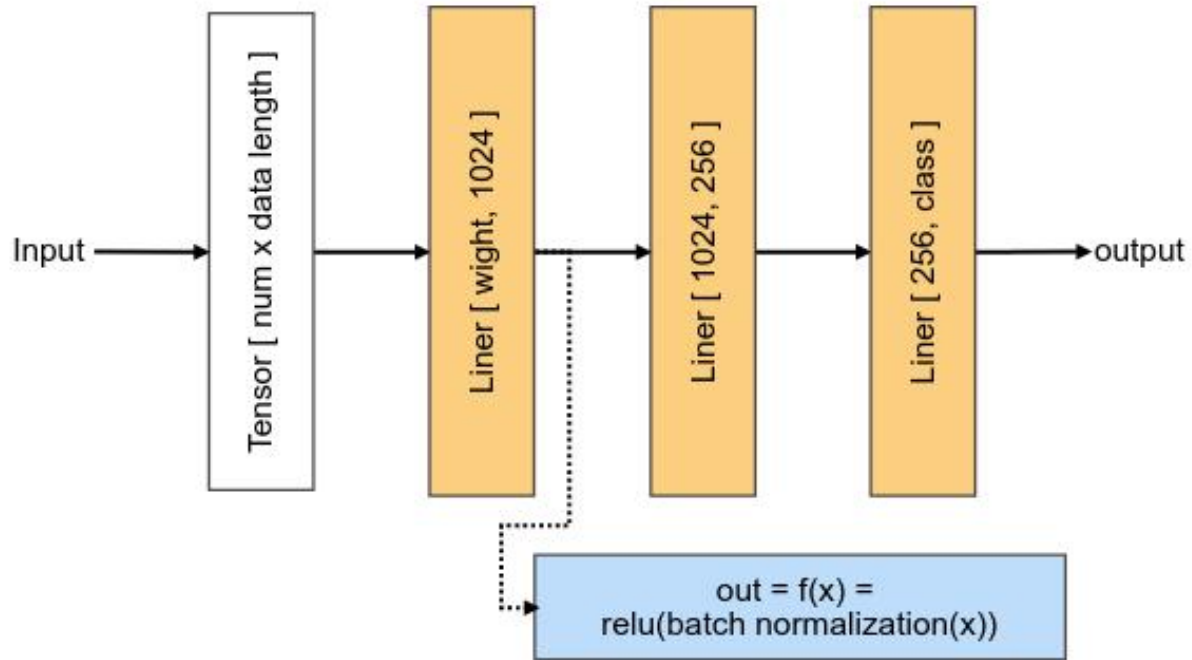 Input
Tensor [ num x data length ]
Liner [ wight, 1024 ]
Liner [ 1024, 256 ]
Liner [ 256, class ]
output
out = f(x) =
relu(batch normalization(x))